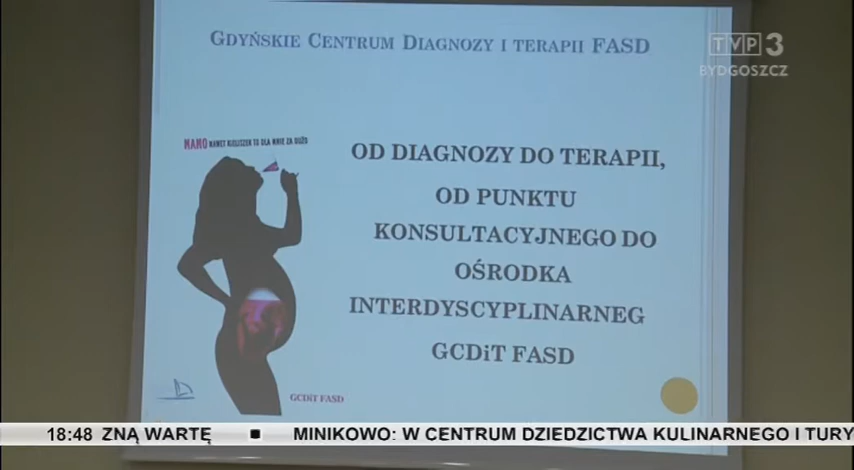 GDYŃSKIE CENTRUM DIAGNOZY I TERAPII FASD
TVP3
BYDGOSZCZ
MAMO NAWET KIELISZEK TO DLA MNIE ZA DUŻO
OD DIAGNOZY DO TERAPII,
OD PUNKTU
KONSULTACYJNEGO DO
OŚRODKA
INTERDYSCYPLINARNEG
GCDiT FASD
GCDiT FASD
18:48 ZNĄ WARTĘ ■ MINIKOWO: W CENTRUM DZIEDZICTWA KULINARNEGO I TURY